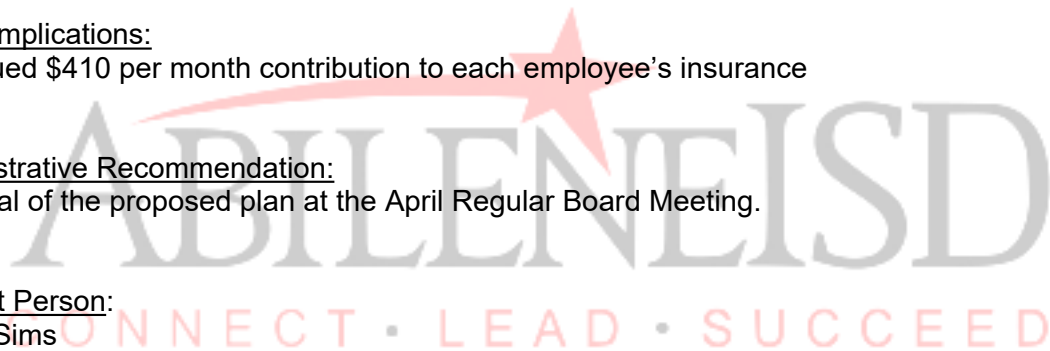 mplications:
ued $410 per month contribution to each employee's insurance
strative Recommendation:
al of the proposed plan at the April Regular Board Meeting.
t Person:
Sims
ABILENEISD
CONNECT • LEAD • SUCCEED